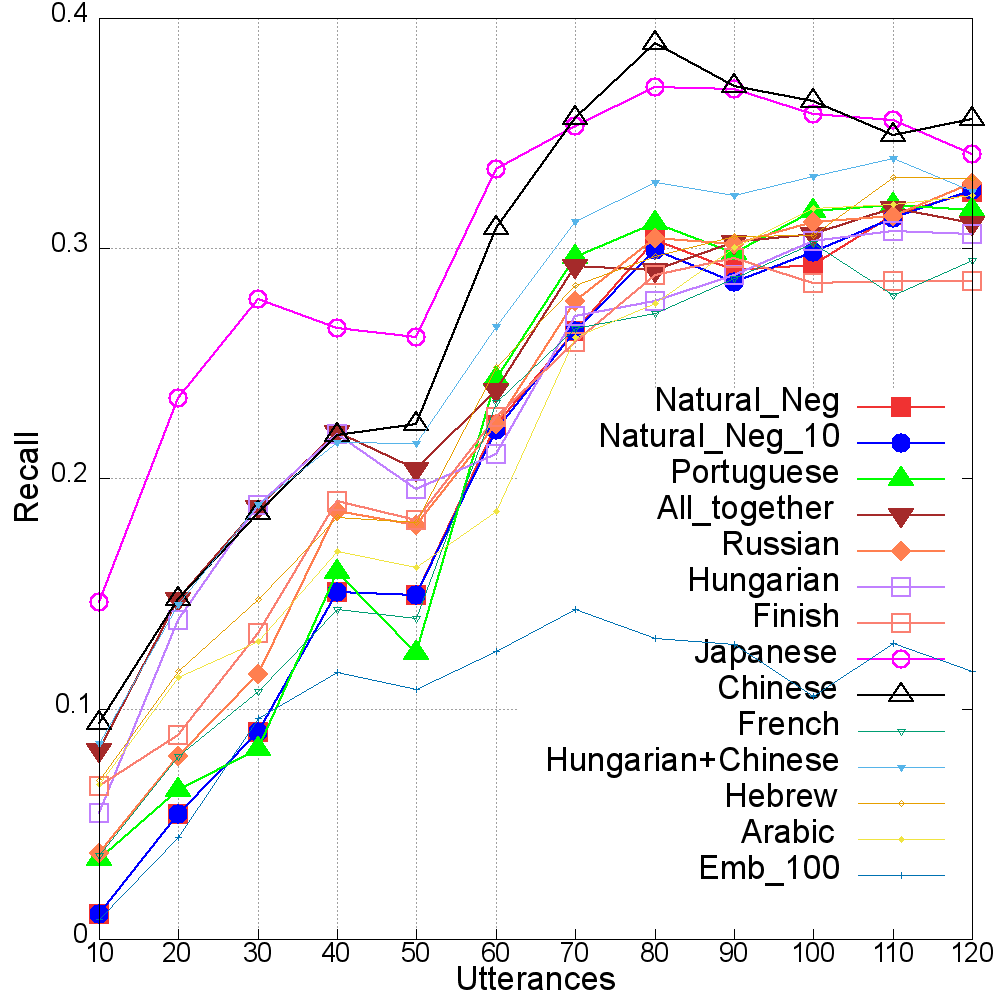 0.4
0.3
0.2
0.1
0
Recall
10 20 30 40 50 60 70 80 90 100 110 120
Utterances
Natural_Neg
Natural_Neg_10
Portuguese
All_together
Russian
Hungarian
Finish
Japanese
Chinese
French
Hungarian+Chinese
Hebrew
Arabic
Emb_100